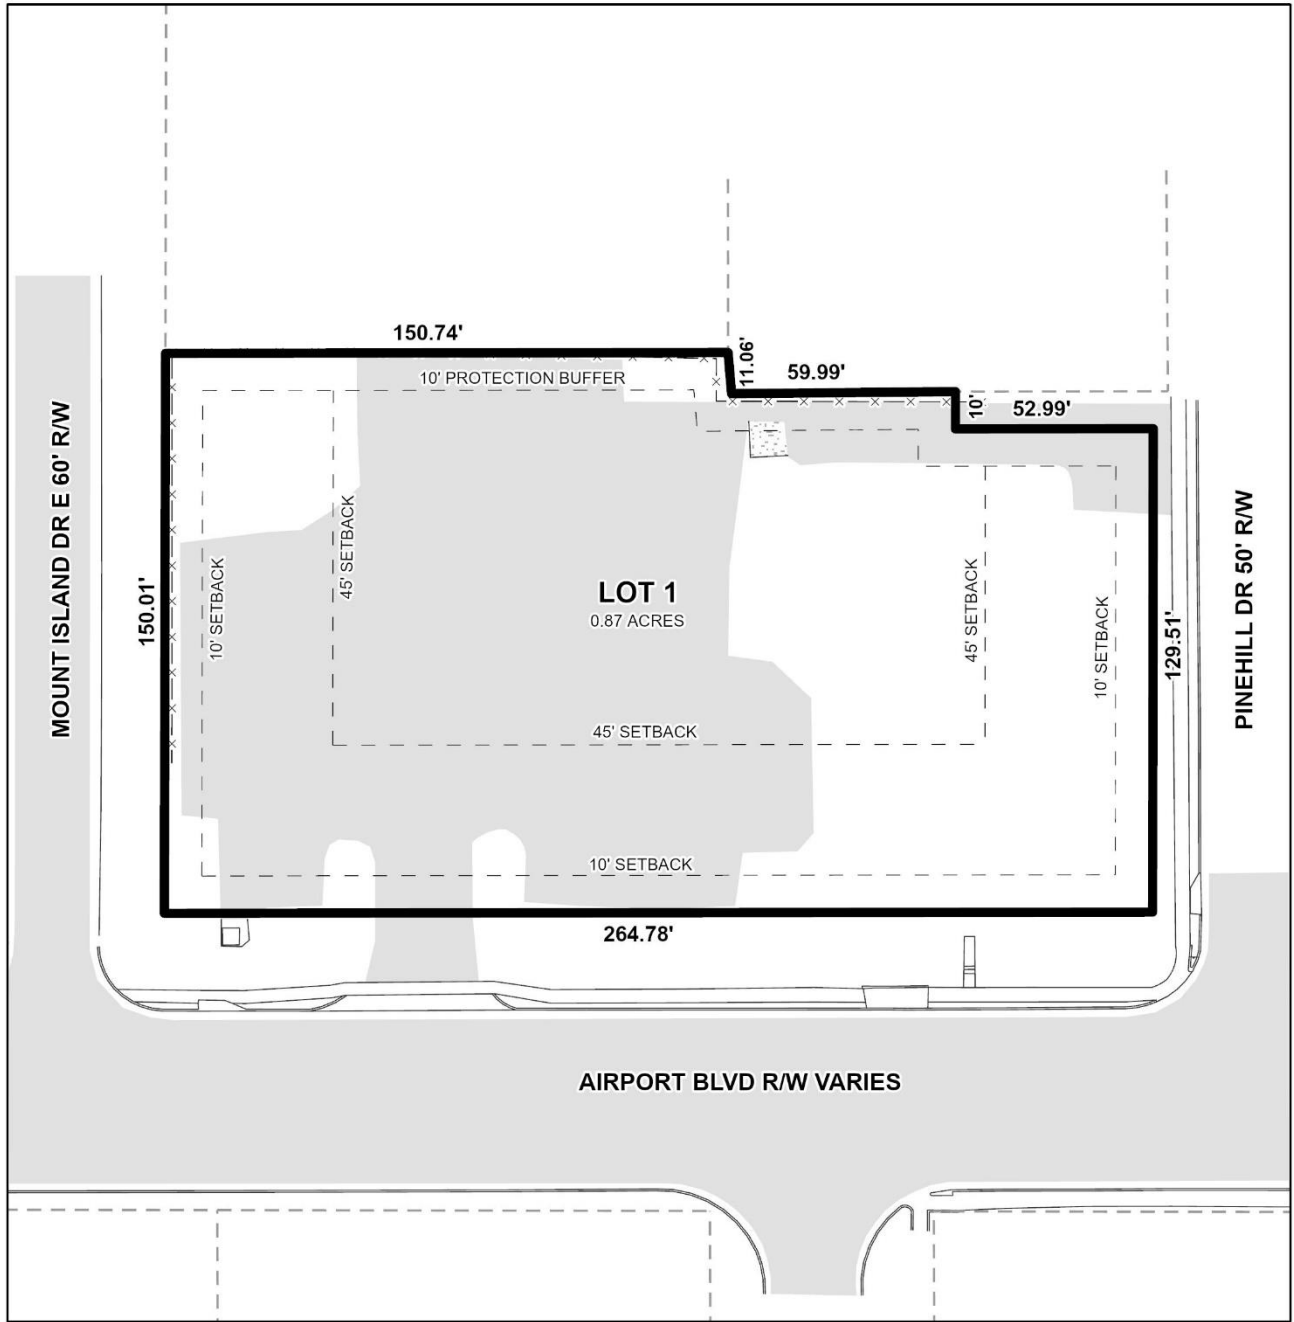 150.74'
11.06'
59.99'
10'
52.99'
10' PROTECTION BUFFER
MOUNT ISLAND DR E 60' R/W
150.01'
10' SETBACK
45' SETBACK
LOT 1
0.87 ACRES
45' SETBACK
10' SETBACK
129.51'
PINEHILL DR 50' R/W
45' SETBACK
10' SETBACK
264.78'
AIRPORT BLVD R/W VARIES